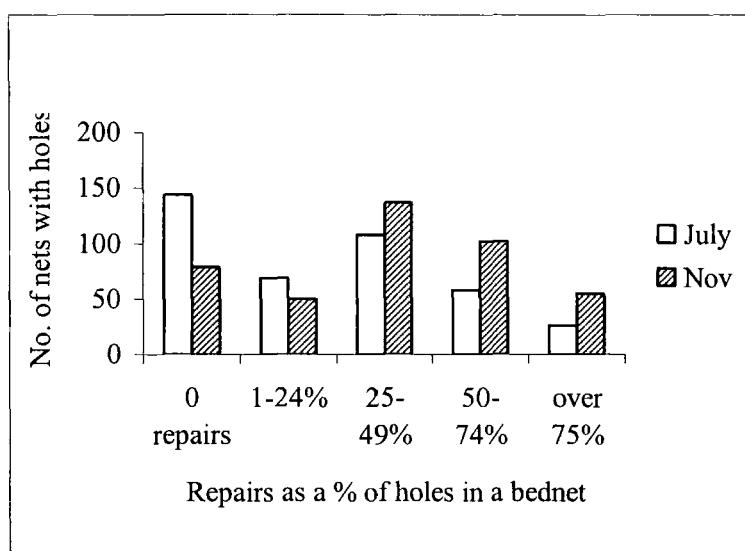 No. of nets with holes
200
150
100
50
0
July
Nov
0 1-24% 25- 50- over
repairs 49% 74% 75%
Repairs as a % of holes in a bednet